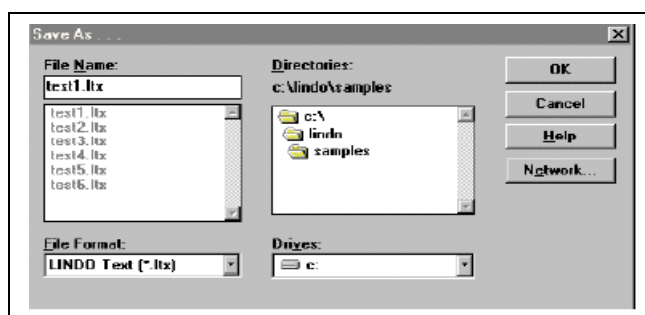 Save As . . .
File Name:
test1.ltx
test1.ltx
test2.ltx
test3.ltx
test4.ltx
test5.ltx
test6.ltx
File Format:
LINDO Text (*.ltx)
Directories:
c:\lindo\samples
c:\
lindo
samples
Drives:
c:
OK
Cancel
Help
Network...